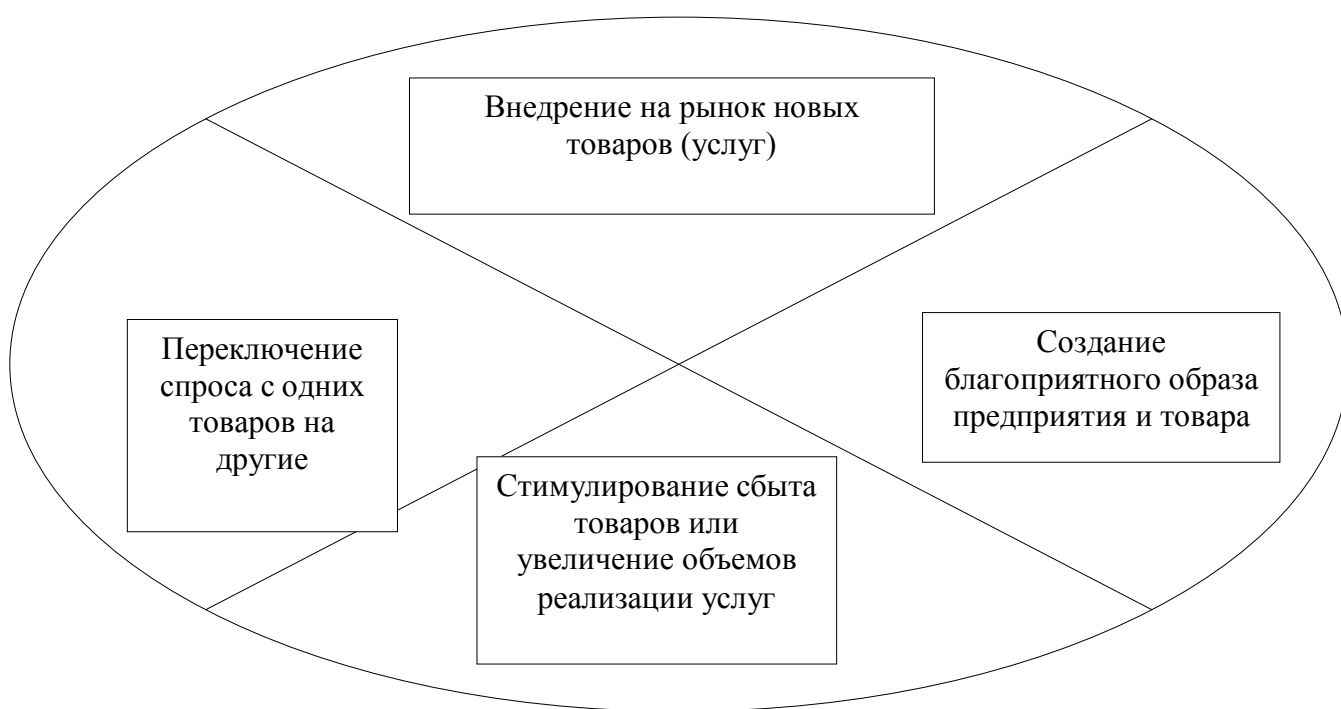 Внедрение на рынок новых
товаров (услуг)
Переключение
спроса с одних
товаров на
другие
Создание
благоприятного образа
предприятия и товара
Стимулирование сбыта
товаров или
увеличение объемов
реализации услуг